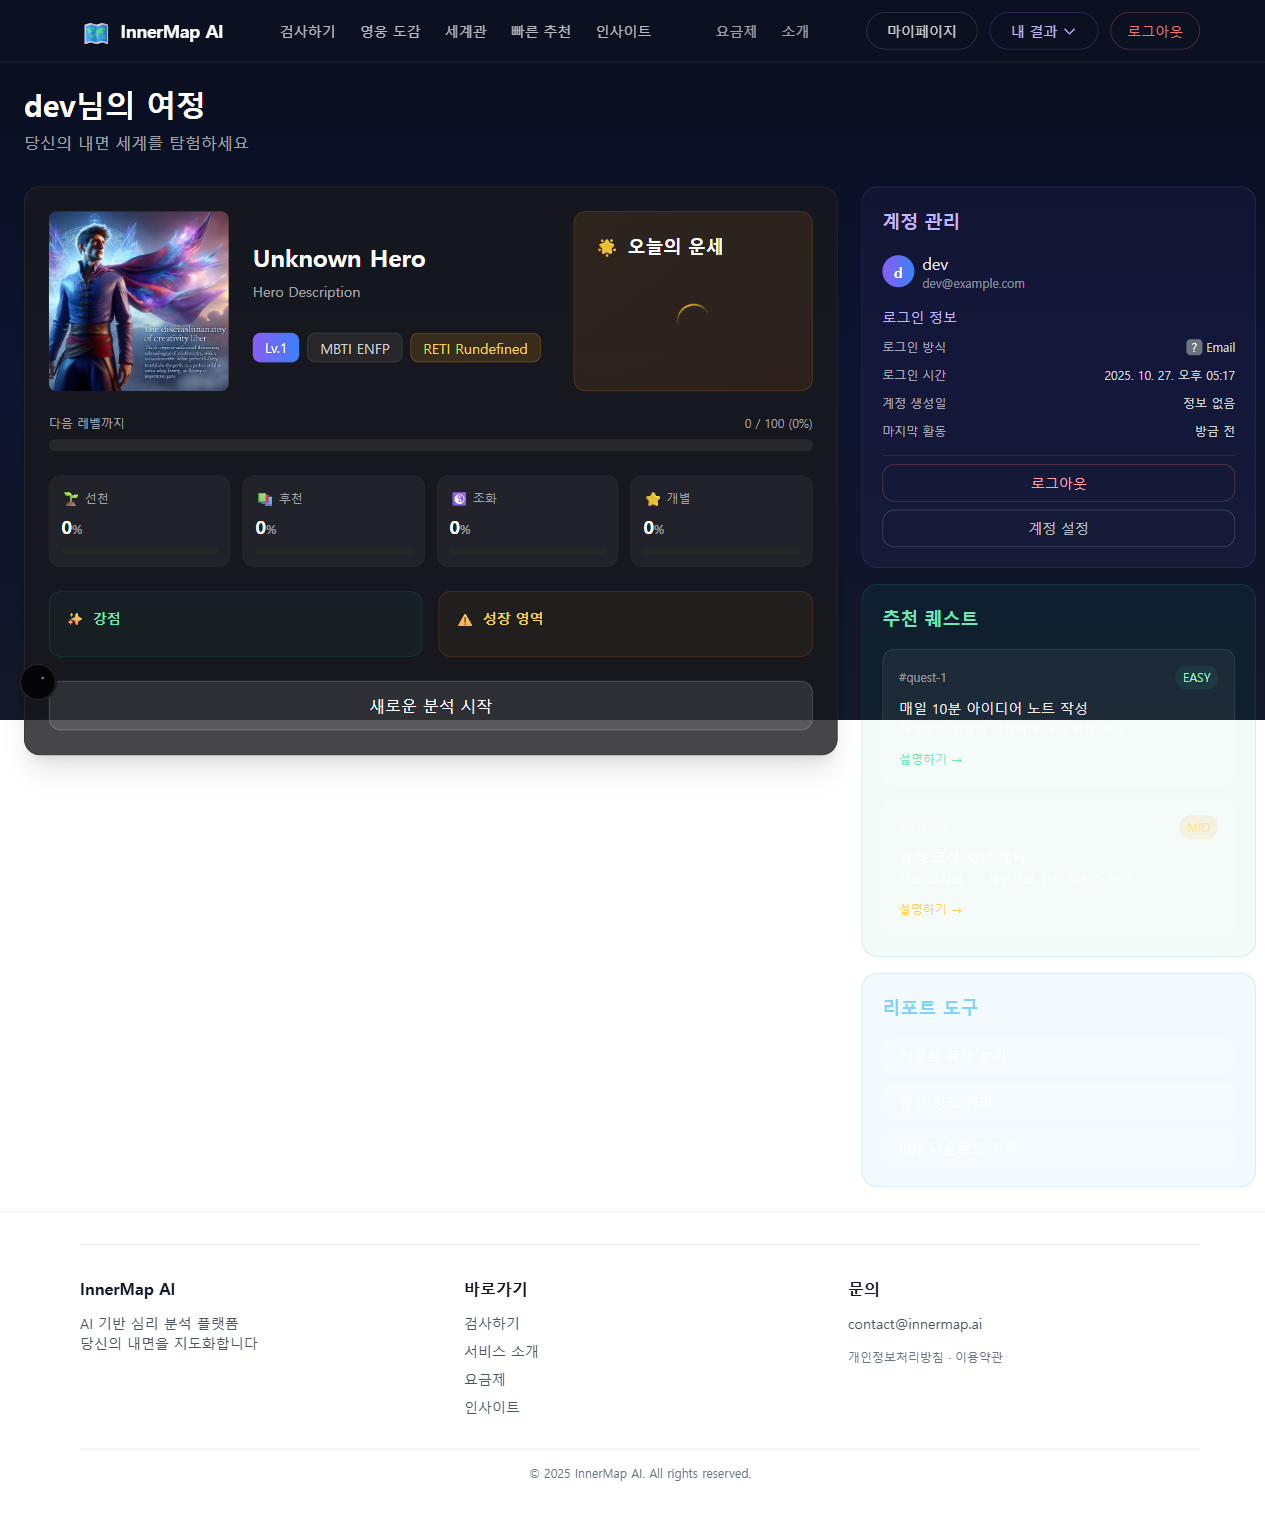 InnerMap AI
검사하기 영웅 도감 세계관 빠른 추천 인사이트 요금제 소개 마이페이지 내 결과 로그아웃
dev님의 여정
당신의 내면 세계를 탐험하세요
Unknown Hero
Hero Description
Lv.1 MBTI ENFP RETI Rundefined
오늘의 운세
다음 레벨까지 0 / 100 (0%)
선천
0%
후천
0%
조화
0%
개별
0%
강점
성장 영역
새로운 분석 시작
계정 관리
d
dev
dev@example.com
로그인 정보
로그인 방식 ? Email
로그인 시간 2025. 10. 27. 오후 05:17
계정 생성일 정보 없음
마지막 활동 방금 전
로그아웃
계정 설정
추천 퀘스트
#quest-1 EASY
매일 10분 아이디어 노트 작성
설명하기 →
MID
설명하기 →
리포트 도구
InnerMap AI
AI 기반 심리 분석 플랫폼
당신의 내면을 지도화합니다
바로가기
검사하기
서비스 소개
요금제
인사이트
문의
contact@innermap.ai
개인정보처리방침 · 이용약관
© 2025 InnerMap AI. All rights reserved.